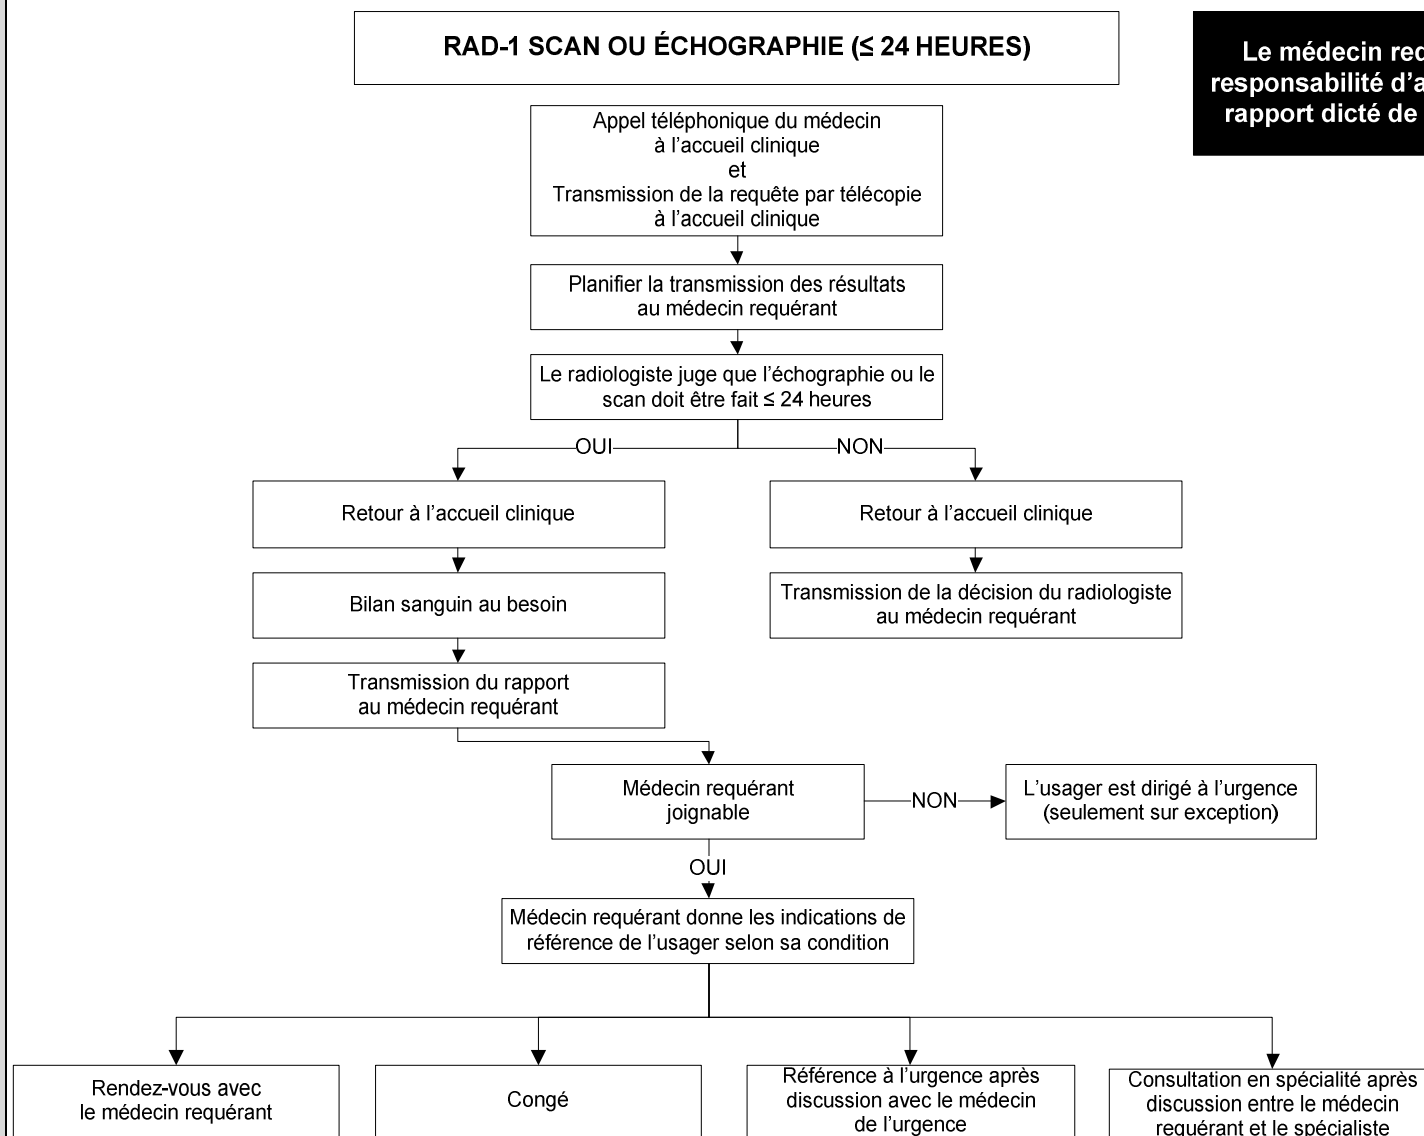 RAD-1 SCAN OU ÉCHOGRAPHIE (≤ 24 HEURES)
Le médecin
responsabilité
rapport dicté de
Appel téléphonique du médecin
à l'accueil clinique
et
Transmission de la requête par télécopie
à l'accueil clinique
Planifier la transmission des résultats
au médecin requérant
Le radiologiste juge que l'échographie ou le
scan doit être fait ≤ 24 heures
OUI
NON
Retour à l'accueil clinique
Retour à l'accueil clinique
Bilan sanguin au besoin
Transmission de la décision du radiologiste
au médecin requérant
Transmission du rapport
au médecin requérant
Médecin requérant
joignable
NON
L'usager est dirigé à l'urgence
(seulement sur exception)
OUI
Médecin requérant donne les indications de
référence de l'usager selon sa condition
Rendez-vous avec
le médecin requérant
Congé
Référence à l'urgence après
discussion avec le médecin
de l'urgence
Consultation en spécialité après
discussion entre le médecin
requérant et le spécialiste